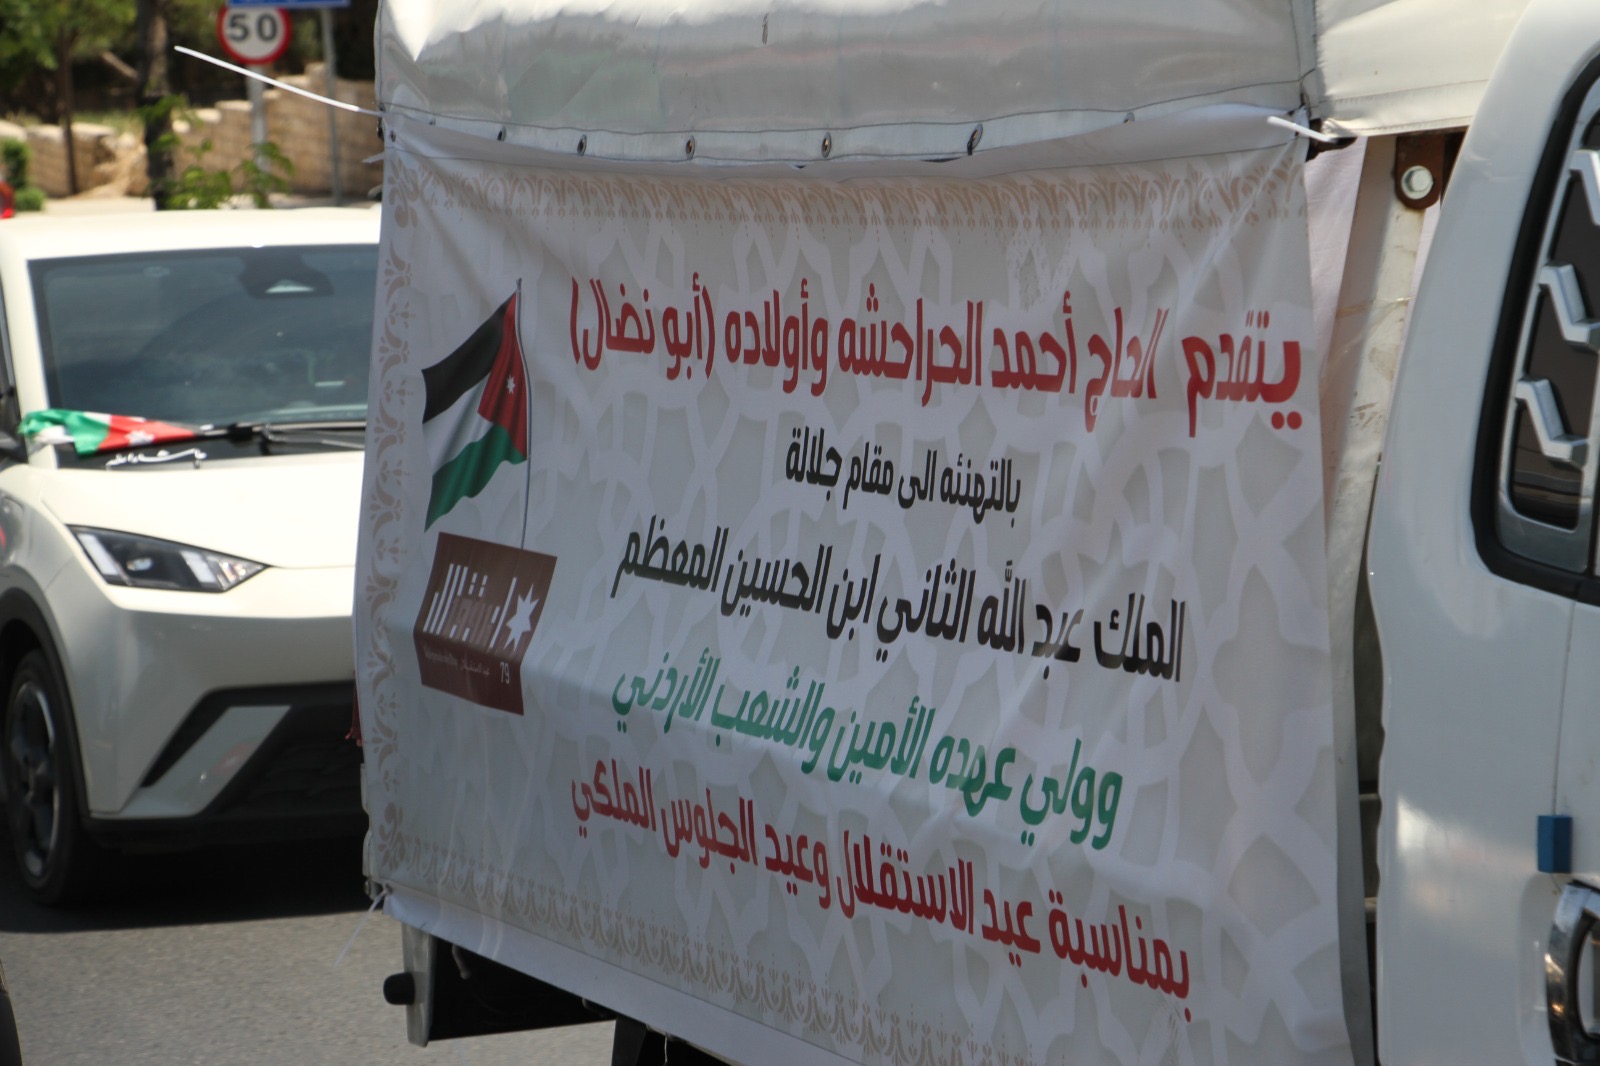 50
يتقدم الحاج أحمد الحراحشه وأولاده (أبو نضال)
بالتهنئه الى مقام جلالة
الملك عبد الله الثاني ابن الحسين المعظم
وولي عهده الأمين والشعب الأردني
بمناسبة عيد الاستقلال وعيد الجلوس الملكي
استقلال
79